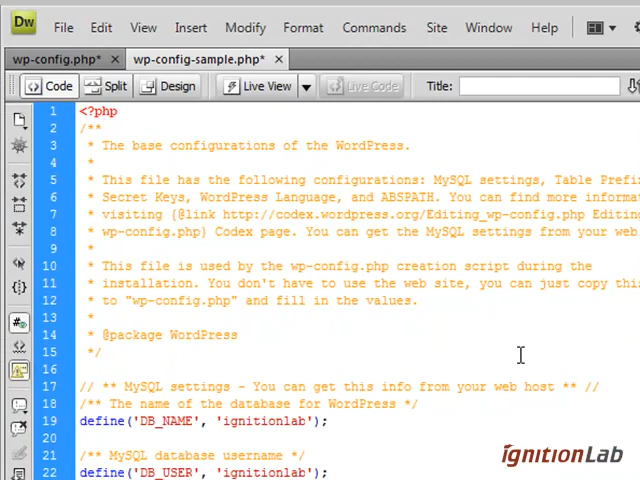 Dw File Edit View Insert Modify Format Commands Site Window Help
wp-config.php* wp-config-sample.php*
Code Split Design Live View Live Code Title:
1 <?php
2 /**
3 * The base configurations of the WordPress.
4 *
5 * This file has the following configurations: MySQL settings, Table Prefi
6 * Secret Keys, WordPress Language, and ABSPATH. You can find more informa
7 * visiting {@link http://codex.wordpress.org/Editing_wp-config.php Editin
8 * wp-config.php} Codex page. You can get the MySQL settings from your web
9 *
10 * This file is used by the wp-config.php creation script during the
11 * installation. You don't have to use the web site, you can just copy this
12 * to "wp-config.php" and fill in the values.
13 *
14 * @package WordPress
15 */
16
17 // ** MySQL settings - You can get this info from your web host ** //
18 /** The name of the database for WordPress */
19 define('DB_NAME', 'ignitionlab');
20
21 /** MySQL database username */
22 define('DB_USER', 'ignitionlab');
ignitionLab